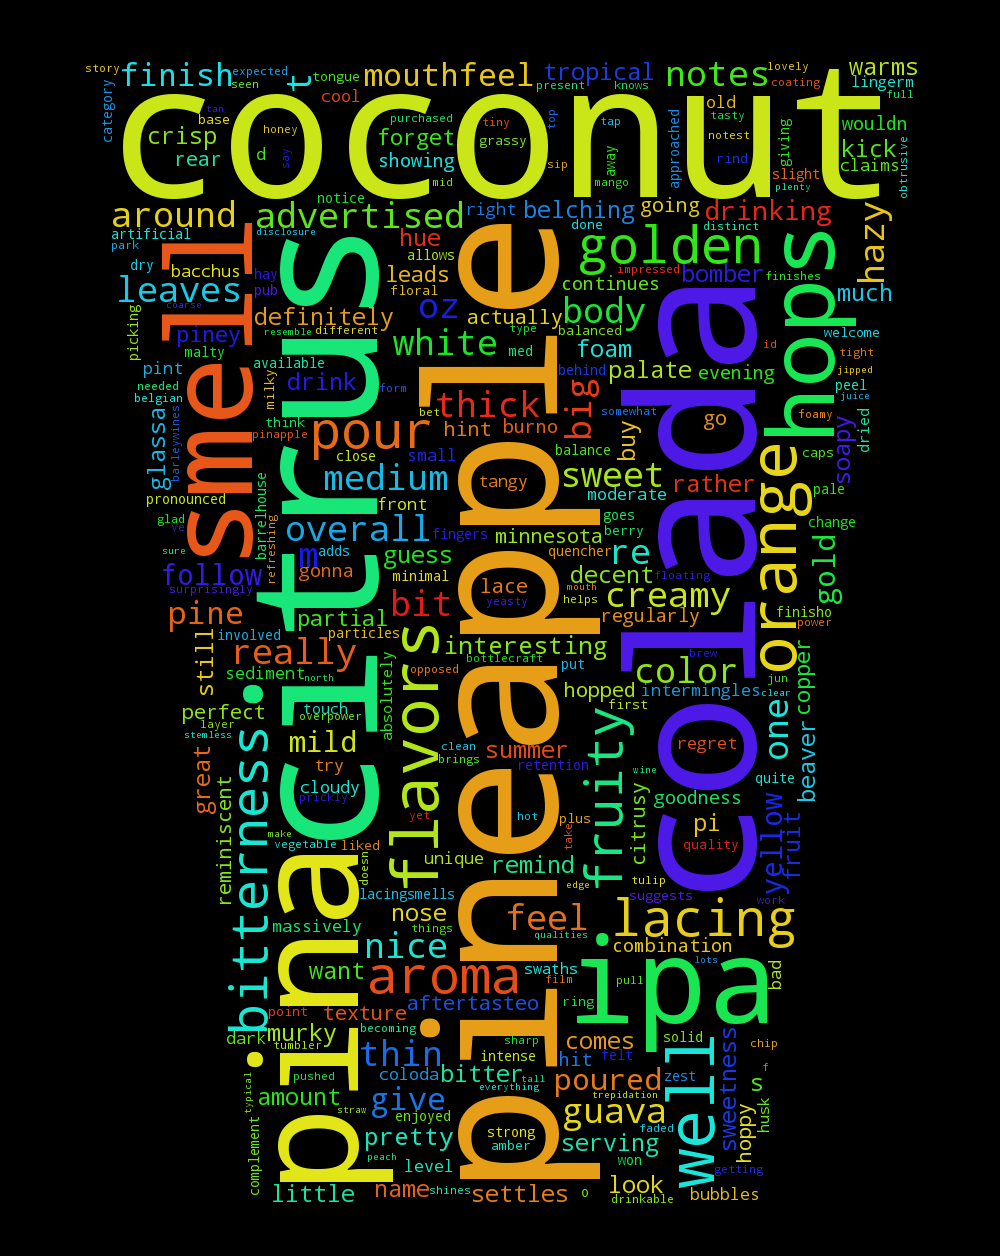 story
finish
expected
seen
t
tongue
mouthfeel
present
tropical
knows
notes
lovely
coating
warms
lingerm
full
category
coconut
cool
tan
base
honey
crisp
rear
d
say
purchased
forget
showing
mid
tiny
grassy
sip
top
tap
away
mango
approached
old
tasty
notest
rind
giving
slight
plenty
wouldn
kick
claims
obtrusive
around
artificial
park
notice
advertised
disclosure
right
belching
done
going
drinking
distinct
hazy
smell
citrus
pineapple
colada
hops
dry
bacchus
leaves
coarse
hay
pub
hue
allows
leads
floral
golden
impressed
continues
bomber
finishes
much
picking
piney
malty
definitely
resemble
different
oz
actually
type
body
balanced
white
med
foam
id
welcome
tight
jipped
pint
needed
belgian
available
milky
drink
form
behind
palate
evening
peel
juice
glassa
barleywines
think
pinapple
bet
thick
hint
burno
big
somewhat
buy
go
foamy
soapy
dried
pour
close
small
balance
caps
pronounced
barrelhouse
medium
front
tangy
sweet
moderate
rather
orange
pale
glad
ve
sure
refreshing
overall
fingers
minnesota
goes
berry
change
m
adds
guess
quencher
re
gold
follow
surprisingly
gonna
minimal
lace
yeasty
mouth
helps
decent
floating
creamy
finisho
power
pine
partial
bit
regularly
involved
particles
still
really
flavors
interesting
brew
sediment
north
absolutely
opposed
bottlecraft
put
color
jun
clear
copper
perfect
layer
stemless
bitterness
touch
overpower
hopped
first
intermingles
one
mild
clean
brings
summer
retention
fruity
regret
beaver
great
try
cloudy
prickly
wine
quite
reminiscent
make
vegetable
liked
yet
hot
plus
take
citrusy
goodness
pi
quality
yellow
fruit
pina
doesn
unique
remind
edge
tulip
suggests
work
lacingsmells
nose
things
feel
qualities
lacing
massively
nice
combination
want
aroma
swaths
film
ipa
lots
pull
bad
point
texture
aftertasteo
ring
dark
murky
becoming
sharp
comes
solid
tumbler
thin
intense
hit
felt
well
chip
typical
pushed
coloda
bitter
tall
everything
poured
trepidation
zest
sweetness
s
f
amount
straw
give
enjoyed
guava
husk
hoppy
complement
pretty
strong
amber
serving
faded
peach
level
won
getting
little
name
shines
settles
o
look
drinkable
bubbles